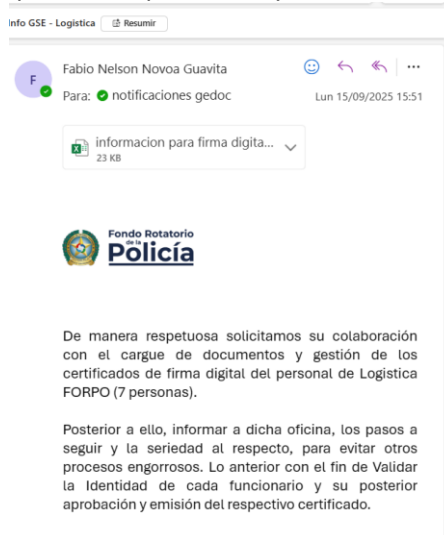 Info GSE - Logistica Resumir
F
Fabio Nelson Novoa Guavita
Para: notificaciones gedoc Lun 15/09/2025 15:51
informacion para firma digita...
23 KB
Fondo Rotatorio
de la
Policía
De manera respetuosa solicitamos su colaboración
con el cargue de documentos y gestión de los
certificados de firma digital del personal de Logistica
FORPO (7 personas).
Posterior a ello, informar a dicha oficina, los pasos a
seguir y la seriedad al respecto, para evitar otros
procesos engorrosos. Lo anterior con el fin de Validar
la Identidad de cada funcionario y su posterior
aprobación y emisión del respectivo certificado.